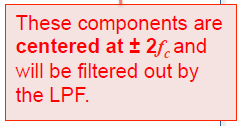 These components are
centered at ± 2fc and
will be filtered out by
the LPF.